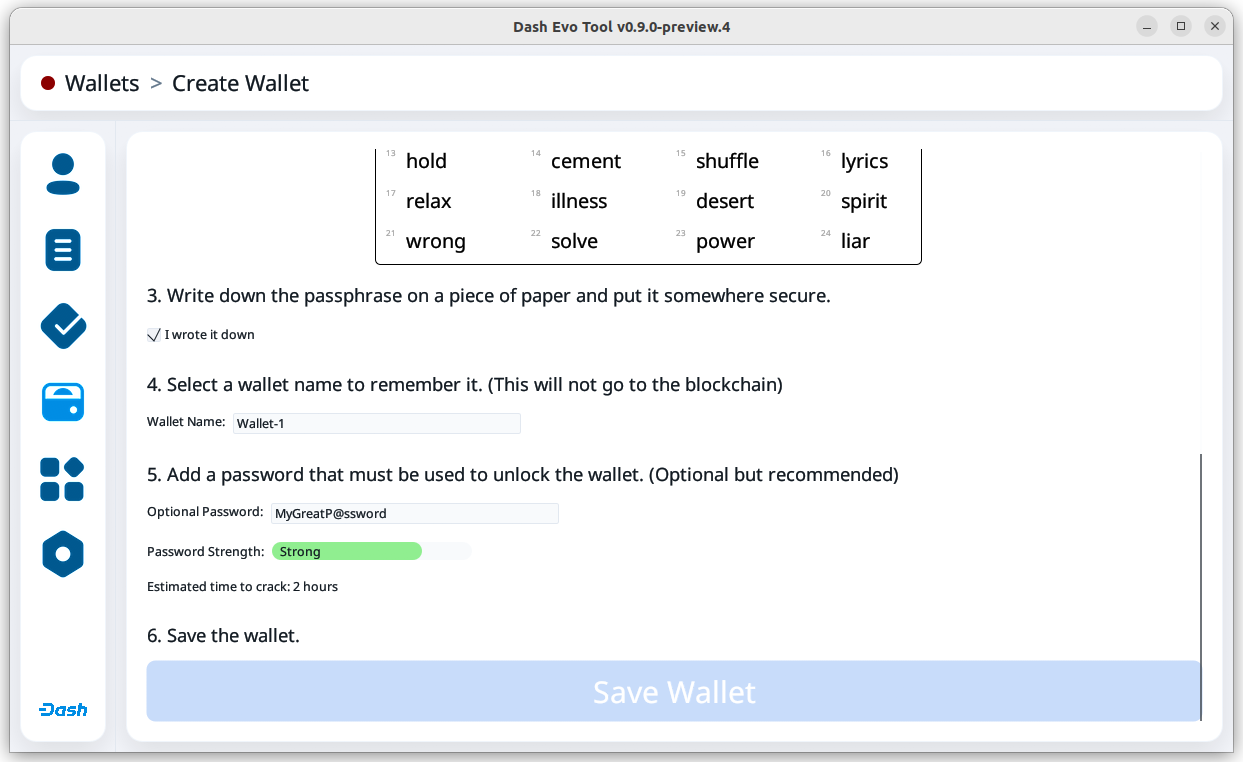 Dash Evo Tool v0.9.0-preview.4
Wallets > Create Wallet
13 hold 14 cement 15 shuffle 16 lyrics
17 relax 18 illness 19 desert 20 spirit
21 wrong 22 solve 23 power 24 liar
3. Write down the passphrase on a piece of paper and put it somewhere secure.
I wrote it down
4. Select a wallet name to remember it. (This will not go to the blockchain)
Wallet Name: Wallet-1
5. Add a password that must be used to unlock the wallet. (Optional but recommended)
Optional Password: MyGreatP@ssword
Password Strength: Strong
Estimated time to crack: 2 hours
6. Save the wallet.
Save Wallet
Dash